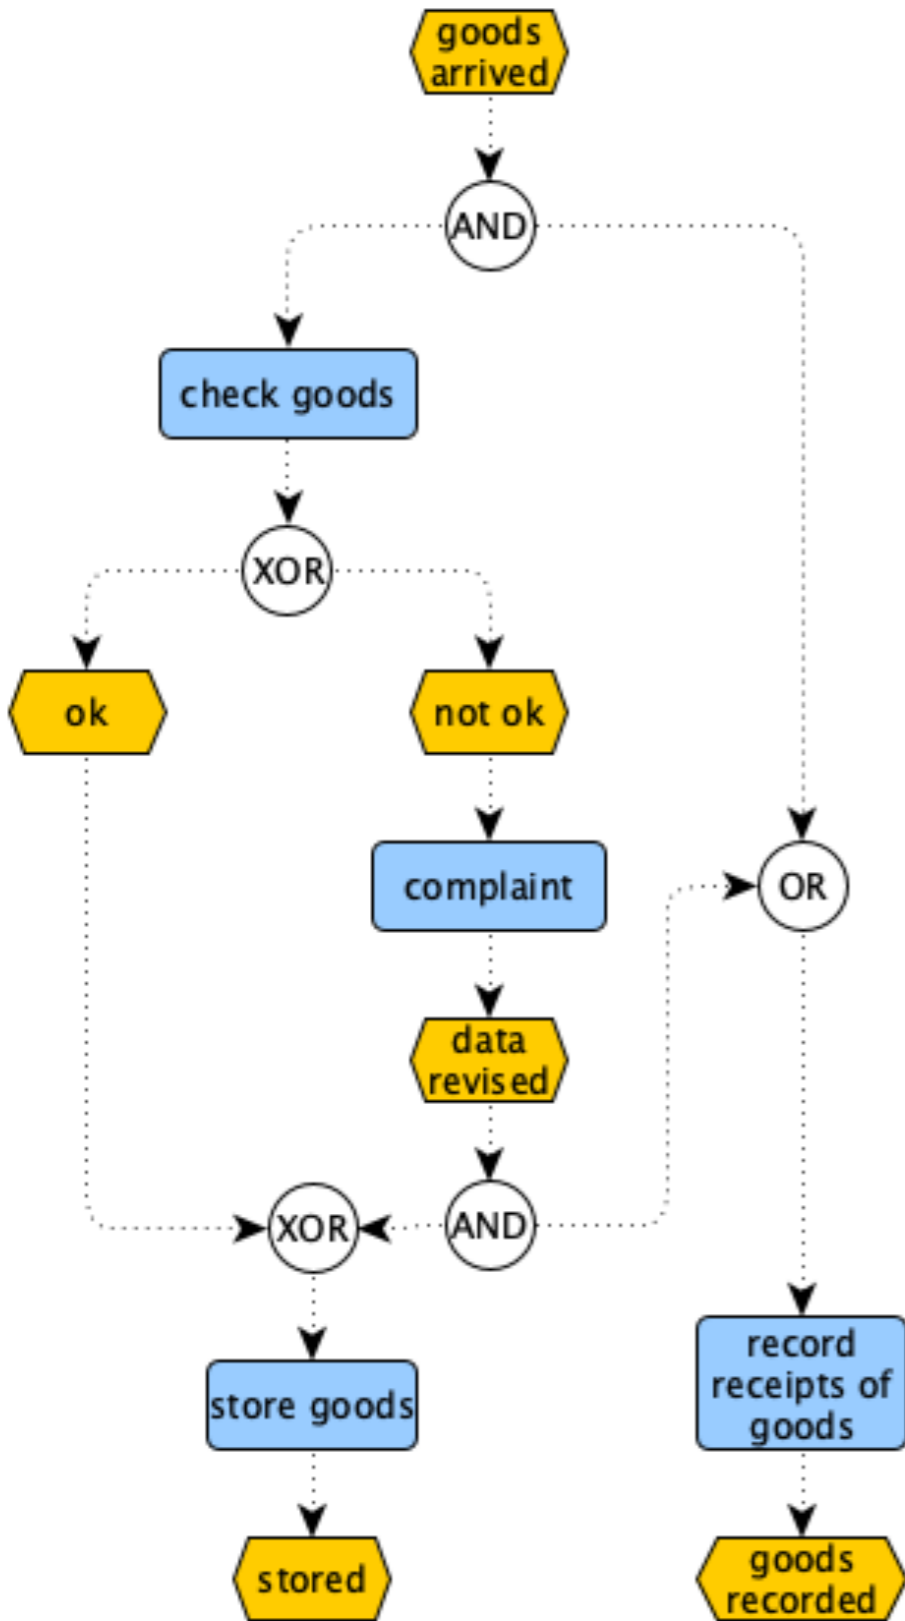 goods
arrived
AND
check goods
XOR
ok
not ok
complaint
OR
data
revised
XOR
AND
store goods
record
receipts of
goods
stored
goods
recorded